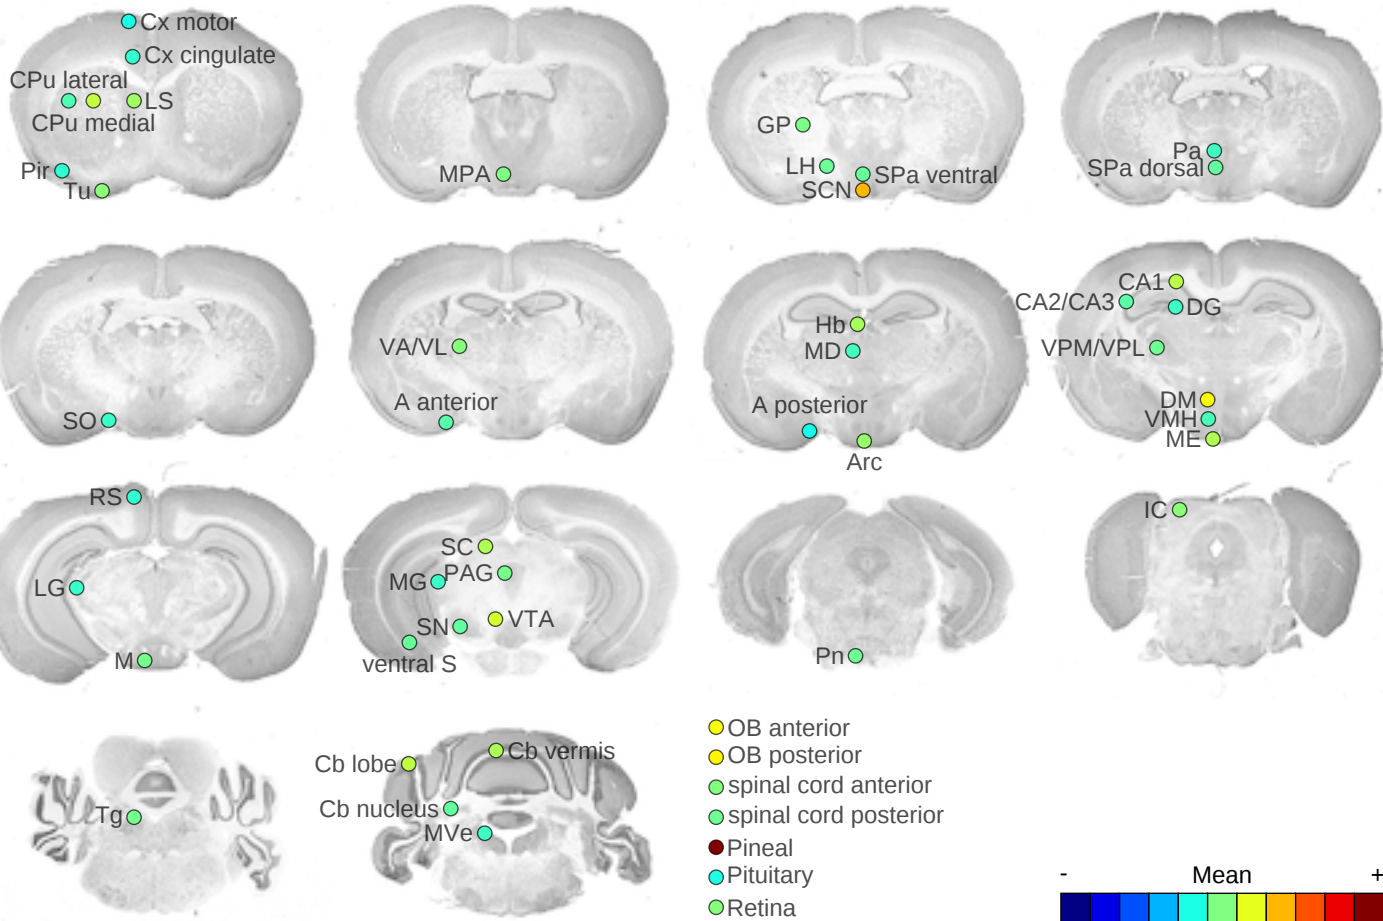 Cx motor
Cx cingulate
CPu lateral
LS
CPu medial
Pir
Tu
MPA
GP
LH
SPa ventral
SCN
Pa
SPa dorsal
SO
VA/VL
A anterior
Hb
MD
A posterior
Arc
CA1
CA2/CA3
DG
VPM/VPL
DM
VMH
ME
RS
LG
M
SC
MG
PAG
SN
VTA
ventral S
Pn
IC
Tg
Cb lobe
Cb vermis
Cb nucleus
MVe
OB anterior
OB posterior
spinal cord anterior
spinal cord posterior
Pineal
Pituitary
Retina
- Mean +